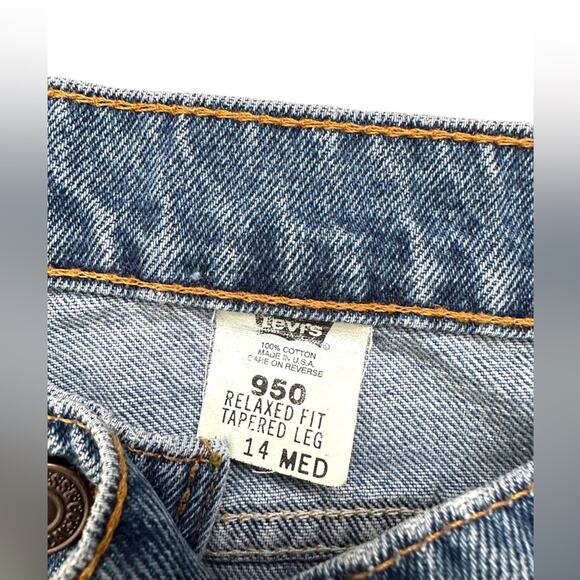 Levi's
®
100% COTTON
MADE IN U.S.A.
CARE ON REVERSE
950
RELAXED FIT
TAPERED LEG
14 MED